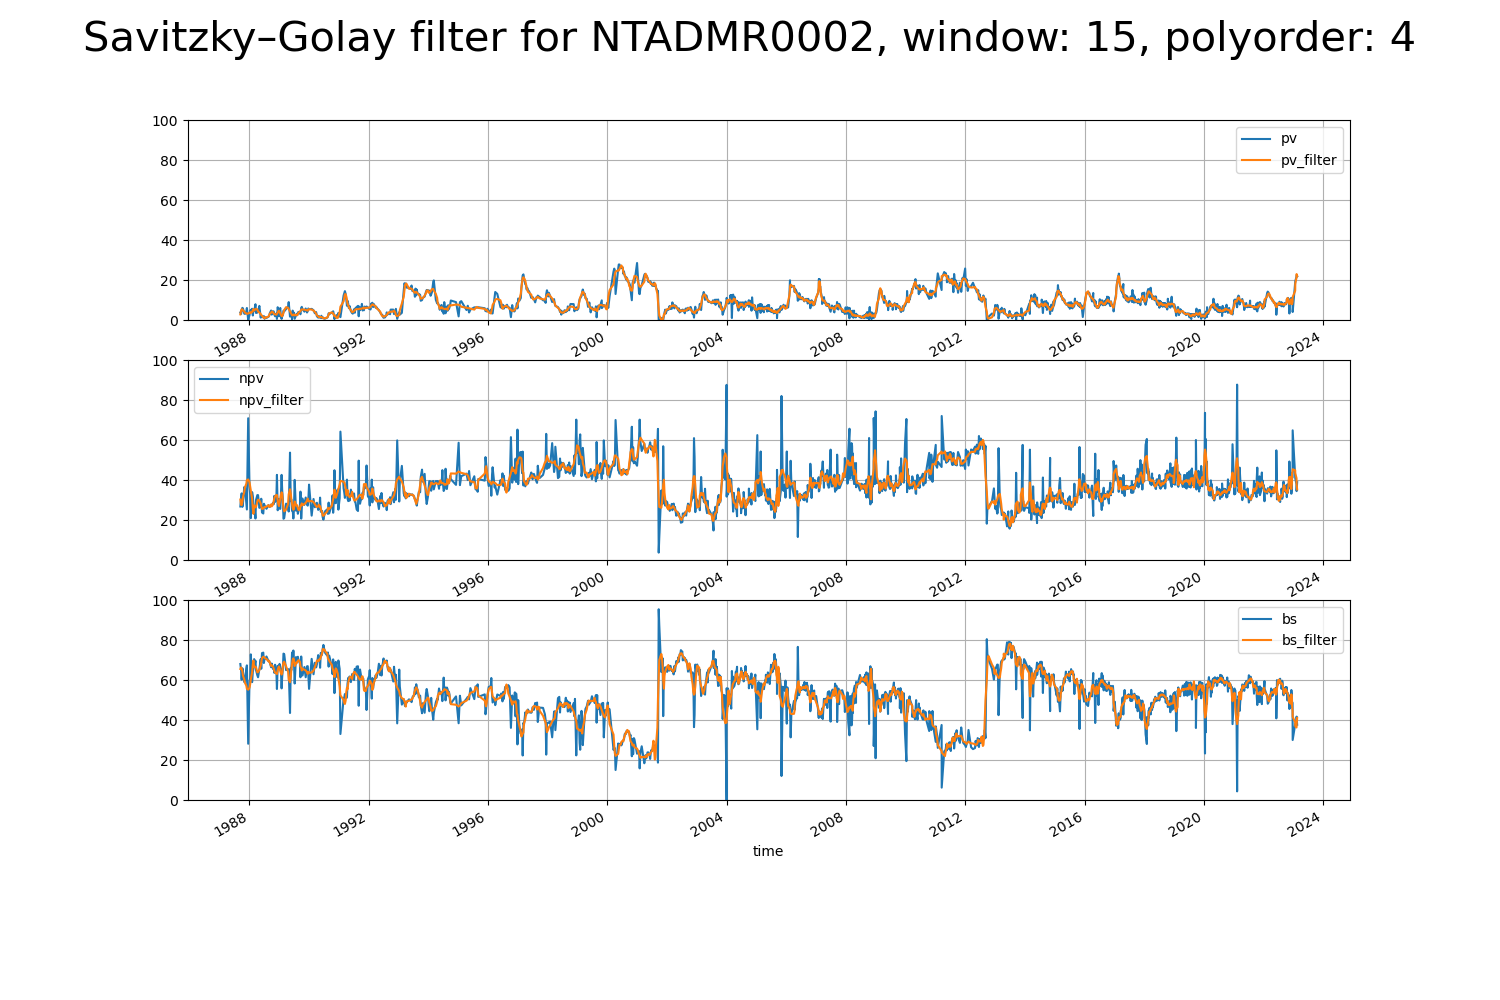 Savitzky–Golay filter for NTADMR0002, window: 15, polyorder: 4
100
80
60
40
20
0
pv
pv_filter
1988 1992 1996 2000 2004 2008 2012 2016 2020 2024
100
80
60
40
20
0
npv
npv_filter
1988 1992 1996 2000 2004 2008 2012 2016 2020 2024
100
80
60
40
20
0
bs
bs_filter
1988 1992 1996 2000 2004 2008 2012 2016 2020 2024
time